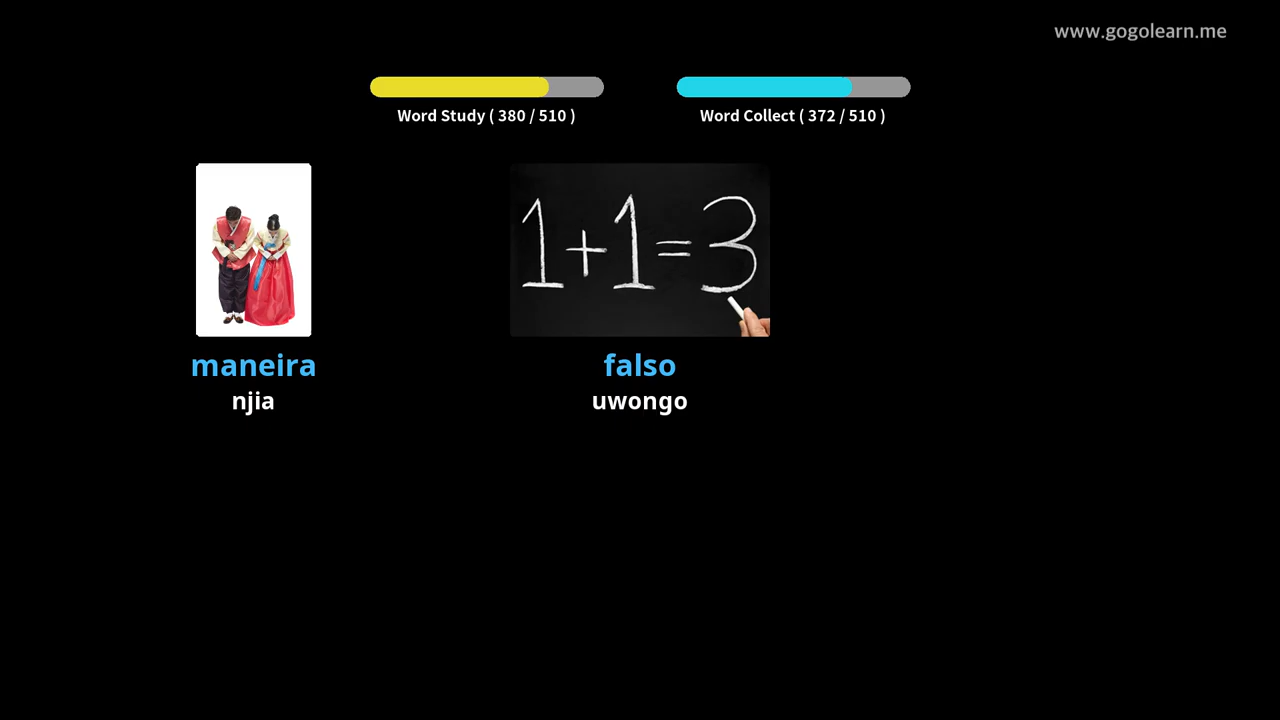 www.gogolearn.me
Word Study ( 380 / 510 )
Word Collect ( 372 / 510 )
1+1=3
maneira
falso
njia
uwongo